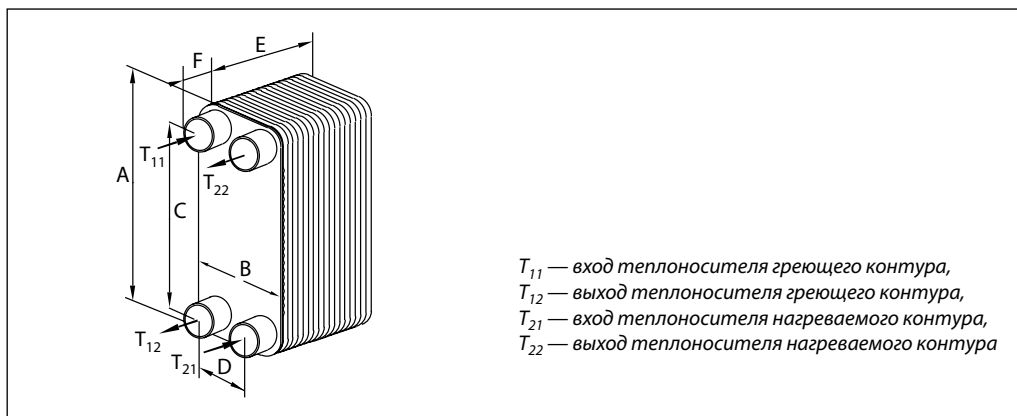 F
E
A
T₁₁
T₂₂
C
B
T₁₂
T₂₁
D
T₁₁ — вход теплоносителя греющего контура,
T₁₂ — выход теплоносителя греющего контура,
T₂₁ — вход теплоносителя нагреваемого контура,
T₂₂ — выход теплоносителя нагреваемого контура